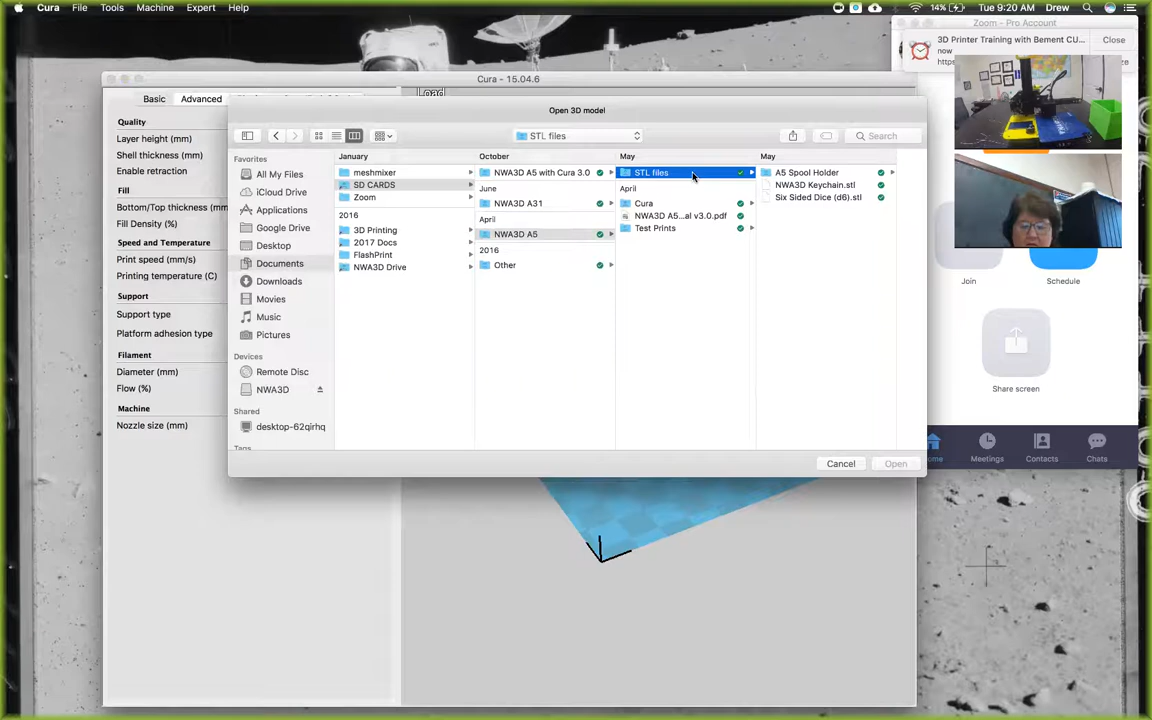 Cura File Tools Machine Expert Help
14% Tue 9:20 AM Drew
Zoom - Pro Account
3D Printer Training with Bement CU...
now
Close
Cura - 15.04.6
Basic Advanced
Load
Quality
Layer height (mm)
Shell thickness (mm)
Enable retraction
Fill
Bottom/Top thickness (mm)
Fill Density (%)
Speed and Temperature
Print speed (mm/s)
Printing temperature (C)
Support
Support type
Platform adhesion type
Filament
Diameter (mm)
Flow (%)
Machine
Nozzle size (mm)
Open 3D model
STL files
Search
Favorites
All My Files
iCloud Drive
Applications
Google Drive
Desktop
Documents
Downloads
Movies
Music
Pictures
Devices
Remote Disc
NWA3D
Shared
desktop-62qirhq
Tags
January
meshmixer
SD CARDS
Zoom
2016
3D Printing
2017 Docs
FlashPrint
NWA3D Drive
October
NWA3D A5 with Cura 3.0
June
NWA3D A31
April
NWA3D A5
2016
Other
May
STL files
April
Cura
NWA3D A5...al v3.0.pdf
Test Prints
May
A5 Spool Holder
NWA3D Keychain.stl
Six Sided Dice (d6).stl
Cancel Open
Join Schedule
Share screen
Meetings Contacts Chats